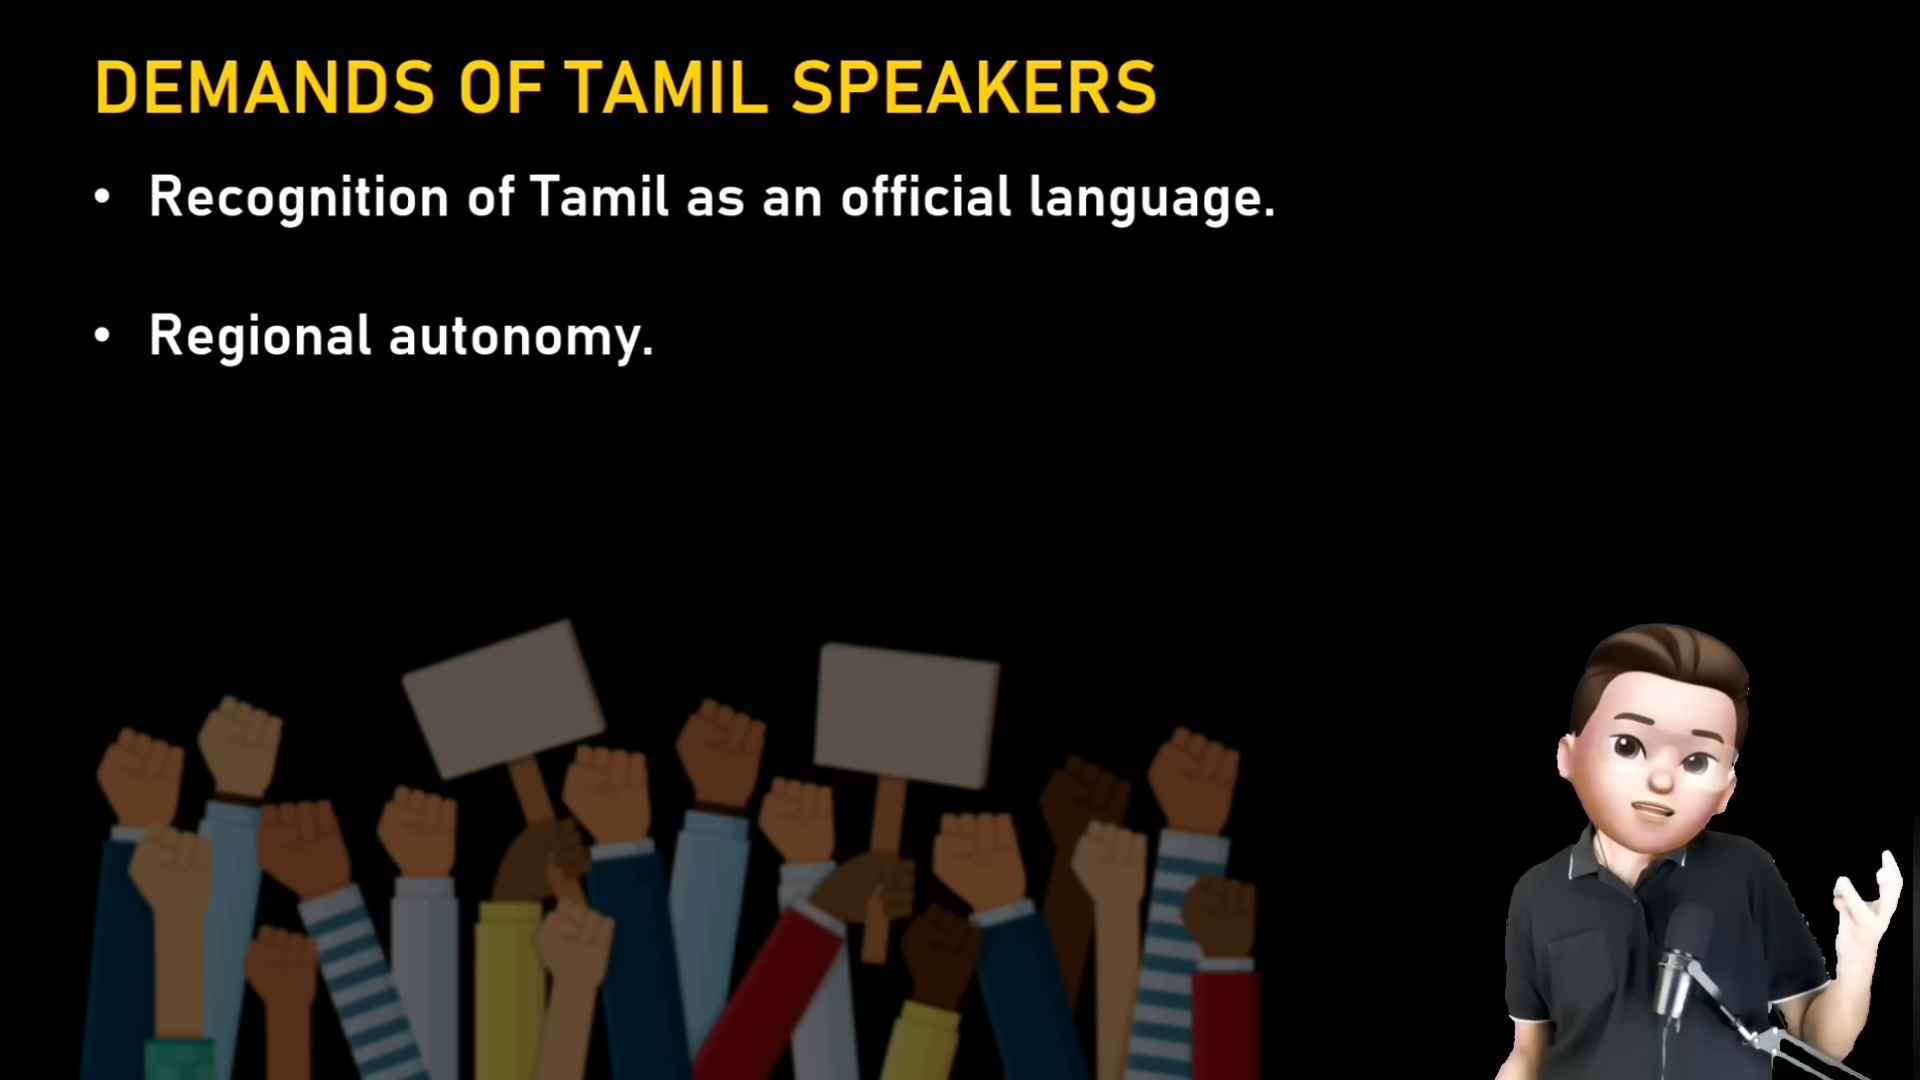 DEMANDS OF TAMIL SPEAKERS
• Recognition of Tamil as an official language.
• Regional autonomy.